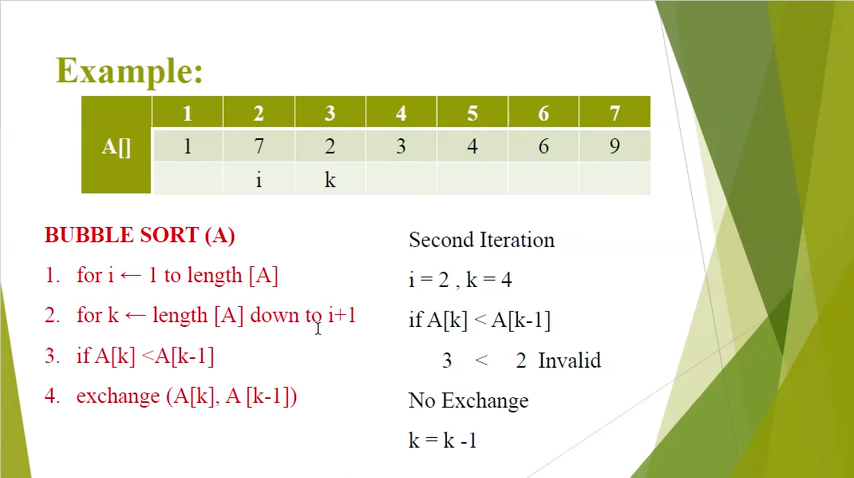 Example:
1 2 3 4 5 6 7
A[] 1 7 2 3 4 6 9
i k
BUBBLE SORT (A)
1. for i ← 1 to length [A]
2. for k ← length [A] down to i+1
3. if A[k] <A[k-1]
4. exchange (A[k], A [k-1])
Second Iteration
i = 2 , k = 4
if A[k] < A[k-1]
3 < 2 Invalid
No Exchange
k = k -1